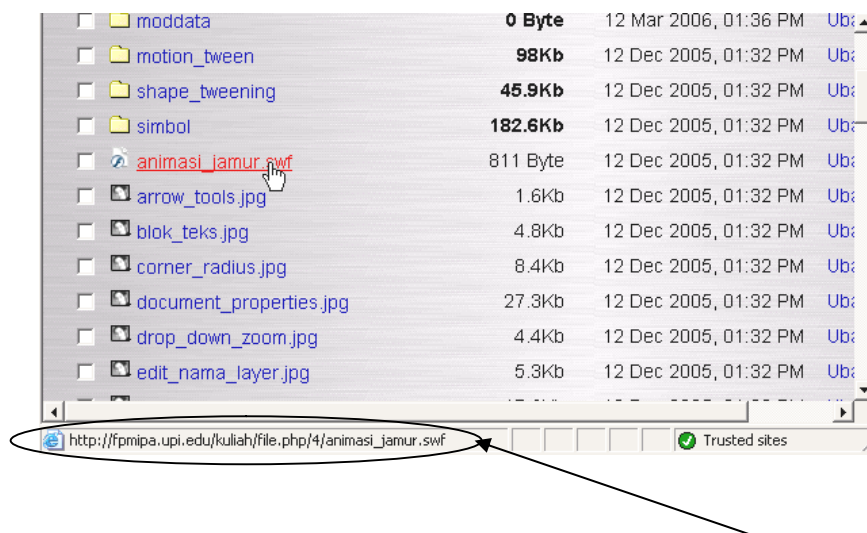 moddata 0 Byte 12 Mar 2006, 01:36 PM
motion_tween 98Kb 12 Dec 2005, 01:32 PM
shape_tweening 45.9Kb 12 Dec 2005, 01:32 PM
simbol 182.6Kb 12 Dec 2005, 01:32 PM
animasi_jamur.swf 811 Byte 12 Dec 2005, 01:32 PM
arrow_tools.jpg 1.6Kb 12 Dec 2005, 01:32 PM
blok_teks.jpg 4.8Kb 12 Dec 2005, 01:32 PM
corner_radius.jpg 8.4Kb 12 Dec 2005, 01:32 PM
document_properties.jpg 27.3Kb 12 Dec 2005, 01:32 PM
drop_down_zoom.jpg 4.4Kb 12 Dec 2005, 01:32 PM
edit_nama_layer.jpg 5.3Kb 12 Dec 2005, 01:32 PM
http://fpmipa.upi.edu/kuliah/file.php/4/animasi_jamur.swf Trusted sites